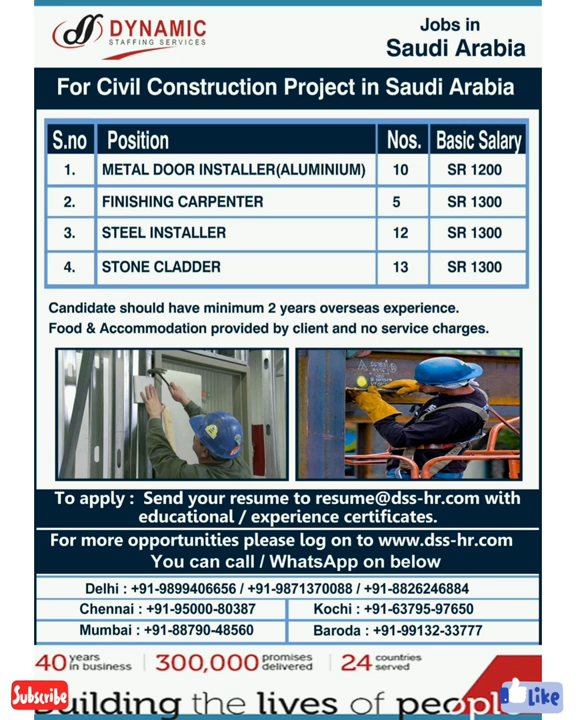 DYNAMIC
STAFFING SERVICES
Jobs in
Saudi Arabia
For Civil Construction Project in Saudi Arabia
S.no Position Nos. Basic Salary
1. METAL DOOR INSTALLER(ALUMINIUM) 10 SR 1200
2. FINISHING CARPENTER 5 SR 1300
3. STEEL INSTALLER 12 SR 1300
4. STONE CLADDER 13 SR 1300
Candidate should have minimum 2 years overseas experience.
Food & Accommodation provided by client and no service charges.
To apply : Send your resume to resume@dss-hr.com with
educational / experience certificates.
For more opportunities please log on to www.dss-hr.com
You can call / WhatsApp on below
Delhi : +91-9899406656 / +91-9871370088 / +91-8826246884
Chennai : +91-95000-80387 Kochi : +91-63795-97650
Mumbai : +91-88790-48560 Baroda : +91-99132-33777
40 years in business 300,000 promises delivered 24 countries served
Subscribe
Like
the lives of